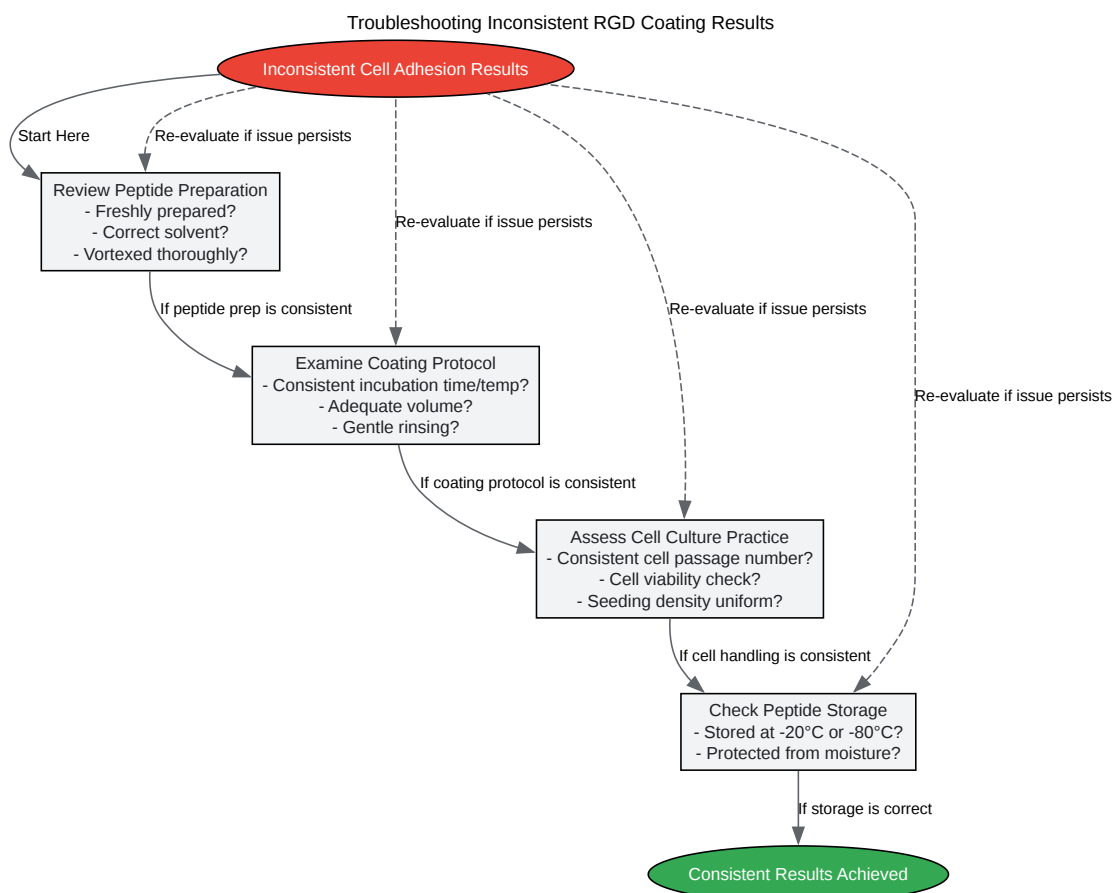 Troubleshooting Inconsistent RGD Coating Results
Inconsistent Cell Adhesion Results
Start Here
Re-evaluate if issue persists
Review Peptide Preparation
- Freshly prepared?
- Correct solvent?
- Vortexed thoroughly?
Re-evaluate if issue persists
If peptide prep is consistent
Re-evaluate if issue persists
Examine Coating Protocol
- Consistent incubation time/temp?
- Adequate volume?
- Gentle rinsing?
Re-evaluate if issue persists
If coating protocol is consistent
Assess Cell Culture Practice
- Consistent cell passage number?
- Cell viability check?
- Seeding density uniform?
If cell handling is consistent
Check Peptide Storage
- Stored at -20°C or -80°C?
- Protected from moisture?
If storage is correct
Consistent Results Achieved